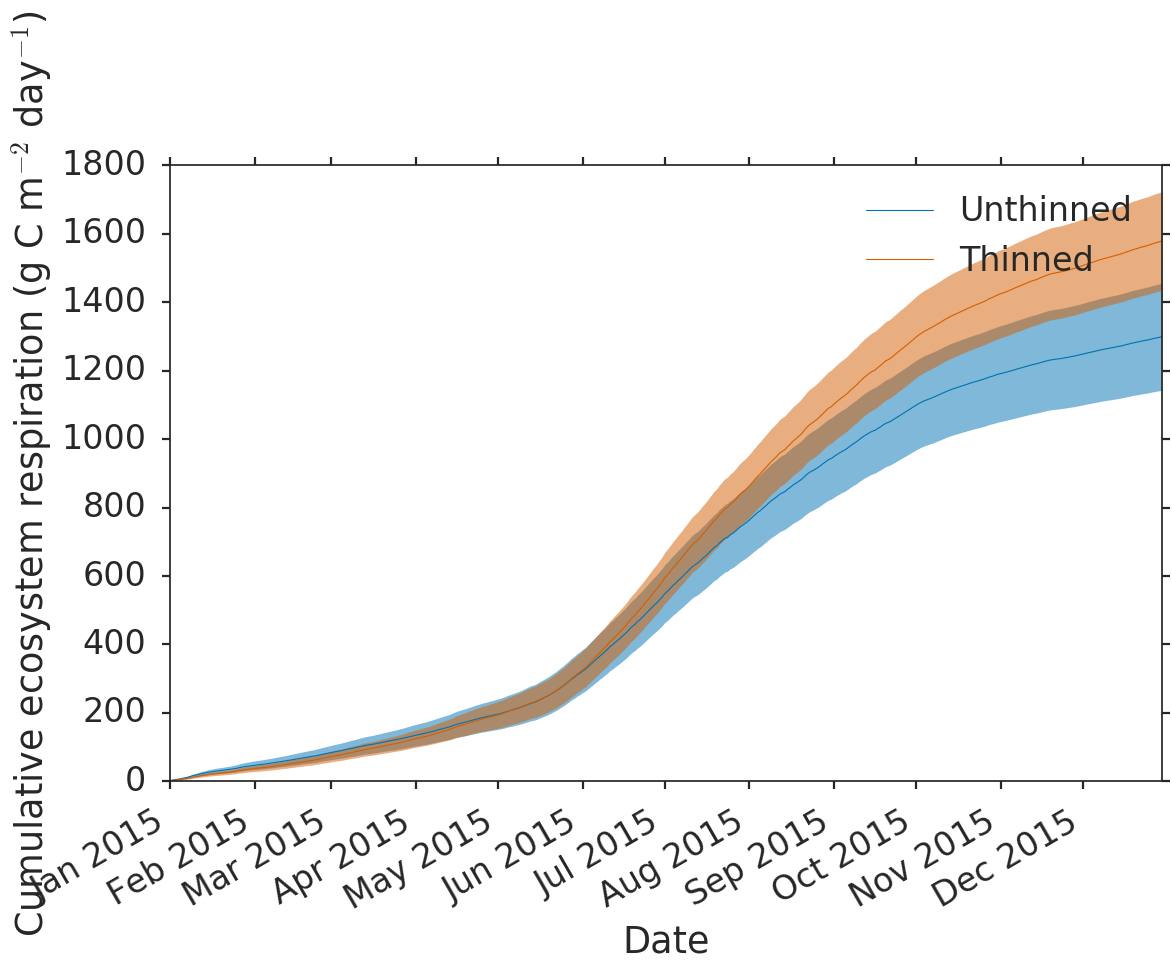 Cumulative ecosystem respiration (g C m⁻² day⁻¹)
1800
1600
1400
1200
1000
800
600
400
200
0
Unthinned
Thinned
Jan 2015
Feb 2015
Mar 2015
Apr 2015
May 2015
Jun 2015
Jul 2015
Aug 2015
Sep 2015
Oct 2015
Nov 2015
Dec 2015
Date